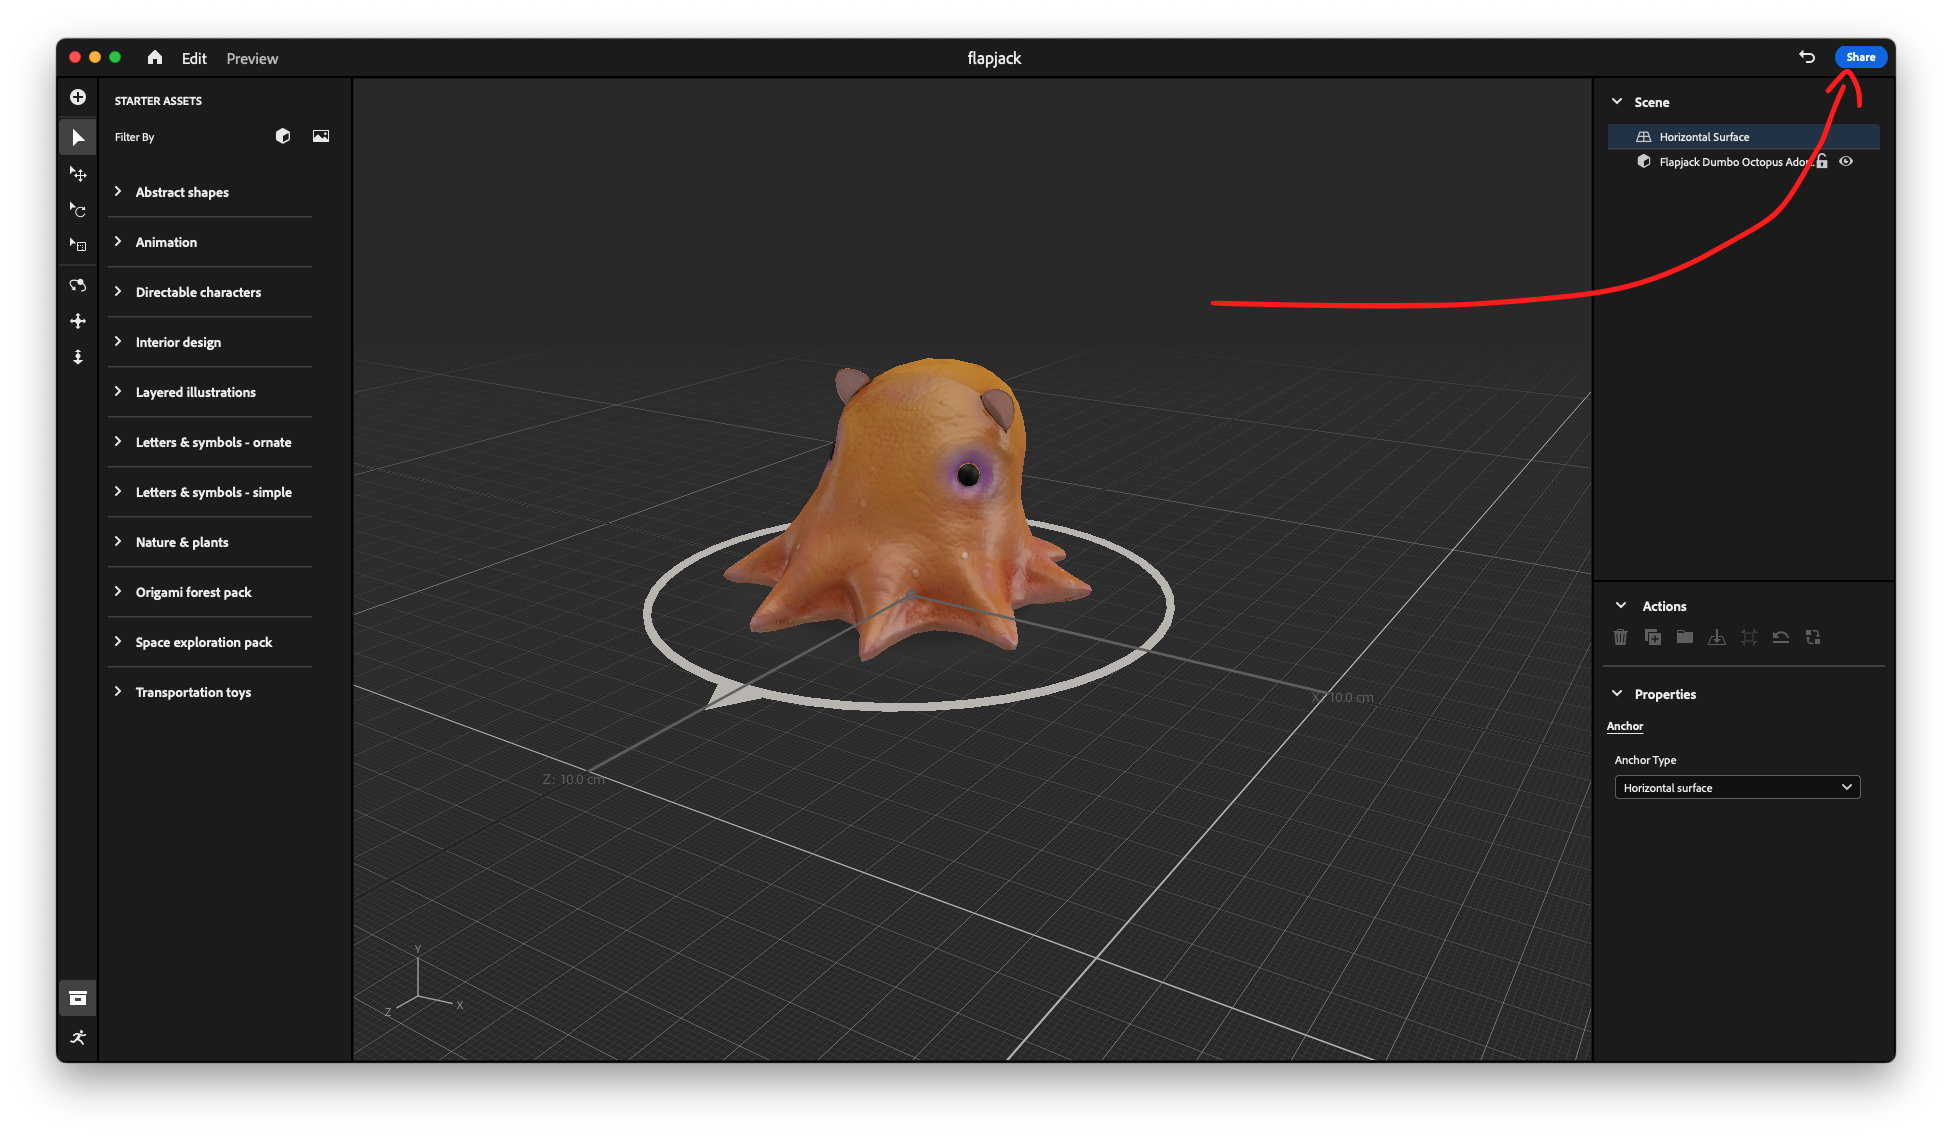 Edit Preview flapjack Share
STARTER ASSETS
Filter By
Abstract shapes
Animation
Directable characters
Interior design
Layered illustrations
Letters & symbols - ornate
Letters & symbols - simple
Nature & plants
Origami forest pack
Space exploration pack
Transportation toys
X: 10.0 cm
Z: 10.0 cm
Y
Z
X
Scene
Horizontal Surface
Flapjack Dumbo Octopus Ado...
Actions
Properties
Anchor
Anchor Type
Horizontal surface